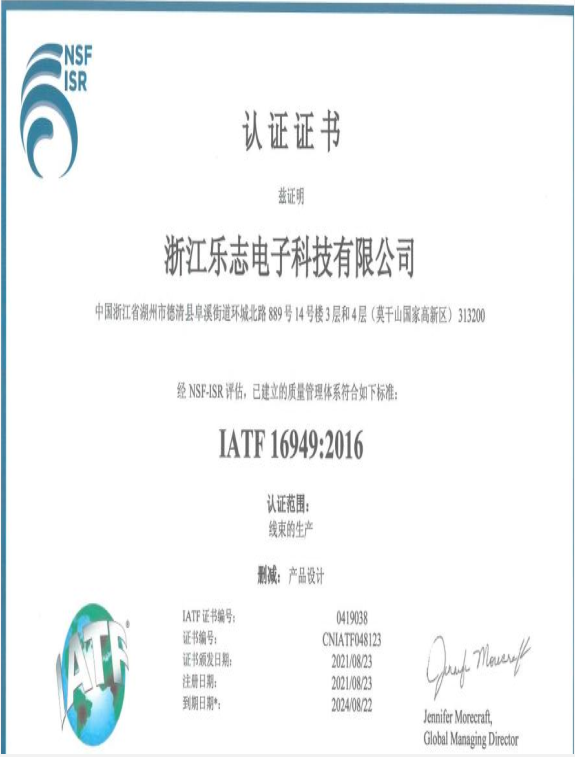 NSF
ISR
认证证书
兹证明
浙江乐志电子科技有限公司
中国浙江省湖州市德清县阜溪街道环城北路 889 号 14 号楼 3 层和 4 层（莫干山国家高新区）313200
经 NSF-ISR 评估，已建立的质量管理体系符合如下标准：
IATF 16949:2016
认证范围：
线束的生产
删减：产品设计
IATF 证书编号： 0419038
证书编号： CNIATF048123
证书颁发日期： 2021/08/23
注册日期： 2021/08/23
到期日期*： 2024/08/22
IATF®
Jennifer Morecraft
Jennifer Morecraft,
Global Managing Director